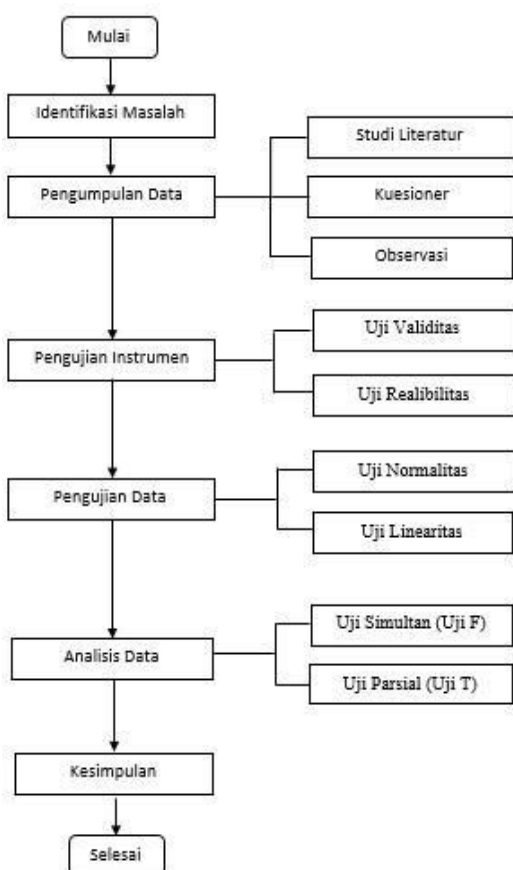 Mulai
Identifikasi Masalah
Pengumpulan Data
Studi Literatur
Kuesioner
Observasi
Pengujian Instrumen
Uji Validitas
Uji Realibilitas
Pengujian Data
Uji Normalitas
Uji Linearitas
Analisis Data
Uji Simultan (Uji F)
Uji Parsial (Uji T)
Kesimpulan
Selesai